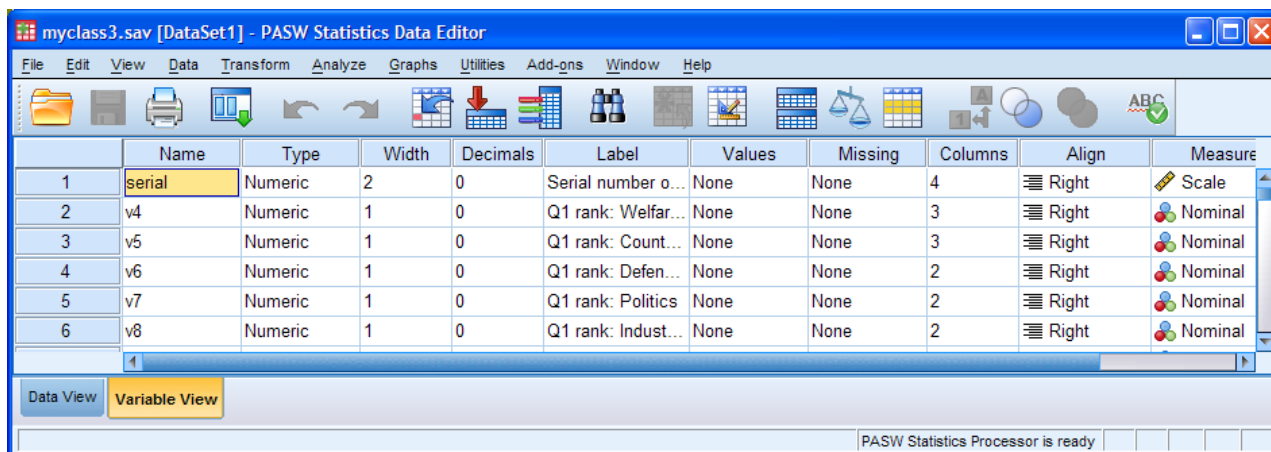 myclass3.sav [DataSet1] - PASW Statistics Data Editor
File Edit View Data Transform Analyze Graphs Utilities Add-ons Window Help
A 1 ABC
Name Type Width Decimals Label Values Missing Columns Align Measure
1 serial Numeric 2 0 Serial number o... None None 4 Right Scale
2 v4 Numeric 1 0 Q1 rank: Welfar... None None 3 Right Nominal
3 v5 Numeric 1 0 Q1 rank: Count... None None 3 Right Nominal
4 v6 Numeric 1 0 Q1 rank: Defen... None None 2 Right Nominal
5 v7 Numeric 1 0 Q1 rank: Politics None None 2 Right Nominal
6 v8 Numeric 1 0 Q1 rank: Indust... None None 2 Right Nominal
Data View Variable View
PASW Statistics Processor is ready